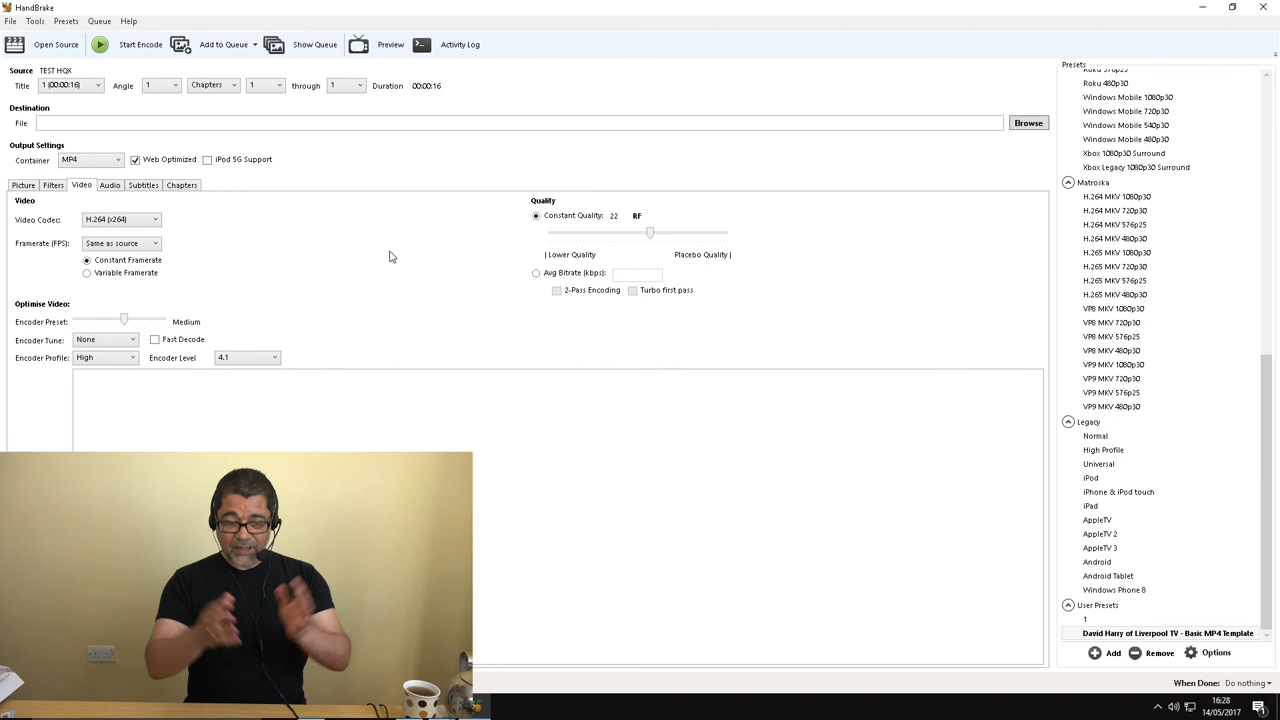 HandBrake
File Tools Presets Queue Help
Open Source Start Encode Add to Queue Show Queue Preview Activity Log
Source TEST HQX
Title 1 (00:00:16) Angle 1 Chapters 1 through 1 Duration 00:00:16
Destination
File Browse
Output Settings
Container MP4 Web Optimized iPod 5G Support
Picture Filters Video Audio Subtitles Chapters
Video
Video Codec: H.264 (x264)
Framerate (FPS): Same as source
Constant Framerate
Variable Framerate
Quality
Constant Quality: 22 RF
| Lower Quality Placebo Quality |
Avg Bitrate (kbps):
2-Pass Encoding Turbo first pass
Optimise Video:
Encoder Preset: Medium
Encoder Tune: None Fast Decode
Encoder Profile: High Encoder Level 4.1
Presets
Roku 576p25
Roku 480p30
Windows Mobile 1080p30
Windows Mobile 720p30
Windows Mobile 540p30
Windows Mobile 480p30
Xbox 1080p30 Surround
Xbox Legacy 1080p30 Surround
Matroska
H.264 MKV 1080p30
H.264 MKV 720p30
H.264 MKV 576p25
H.264 MKV 480p30
H.265 MKV 1080p30
H.265 MKV 720p30
H.265 MKV 576p25
H.265 MKV 480p30
VP8 MKV 1080p30
VP8 MKV 720p30
VP8 MKV 576p25
VP8 MKV 480p30
VP9 MKV 1080p30
VP9 MKV 720p30
VP9 MKV 576p25
VP9 MKV 480p30
Legacy
Normal
High Profile
Universal
iPod
iPhone & iPod touch
iPad
AppleTV
AppleTV 2
AppleTV 3
Android
Android Tablet
Windows Phone 8
User Presets
1
David Harry of Liverpool TV - Basic MP4 Template
Add Remove Options
When Done: Do nothing
16:28
14/05/2017
1